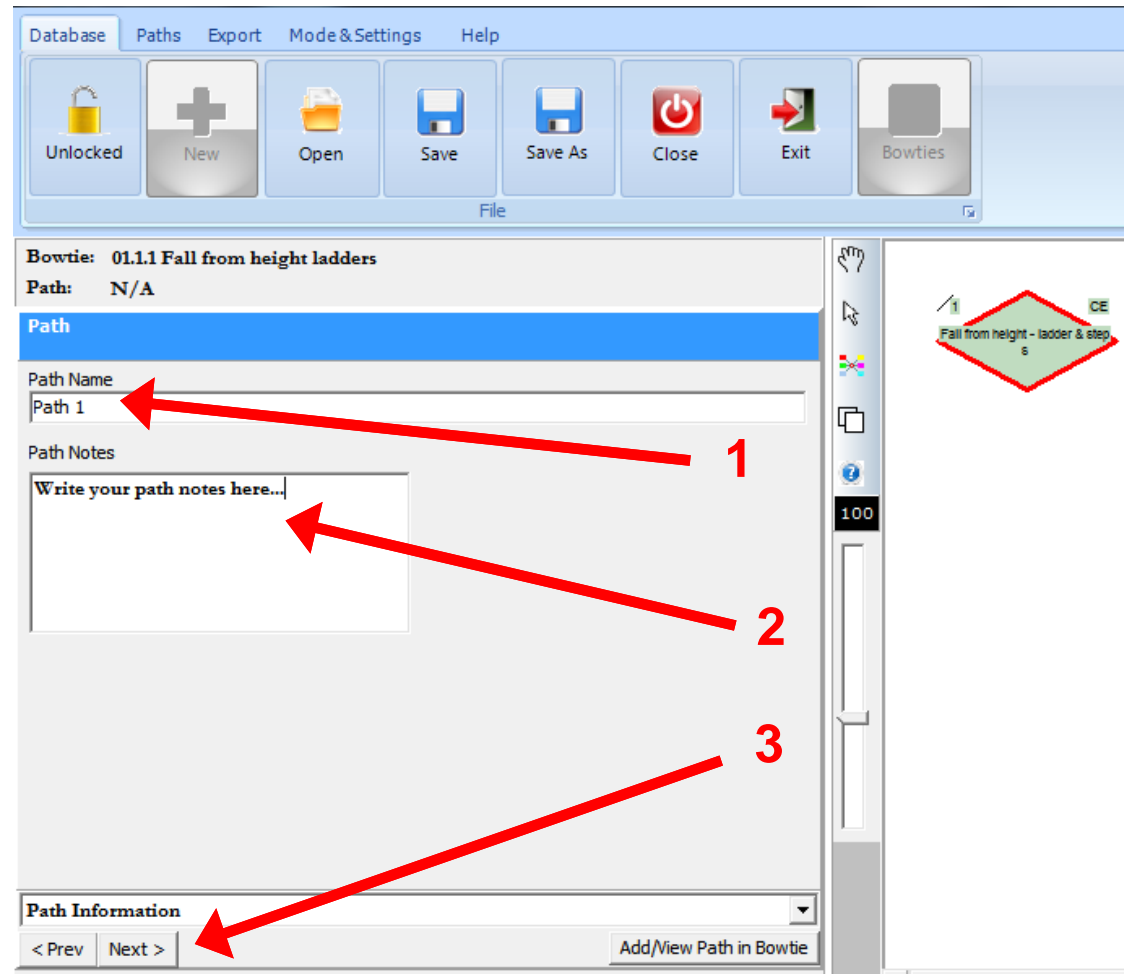 Database Paths Export Mode & Settings Help
Unlocked New Open Save Save As Close Exit Bowties
File
Bowtie: 01.1.1 Fall from height ladders
Path: N/A
Path
Path Name
Path 1
1
Path Notes
Write your path notes here...
2
3
Path Information
< Prev Next > Add/View Path in Bowtie
100
1 CE
Fall from height - ladder & step
s